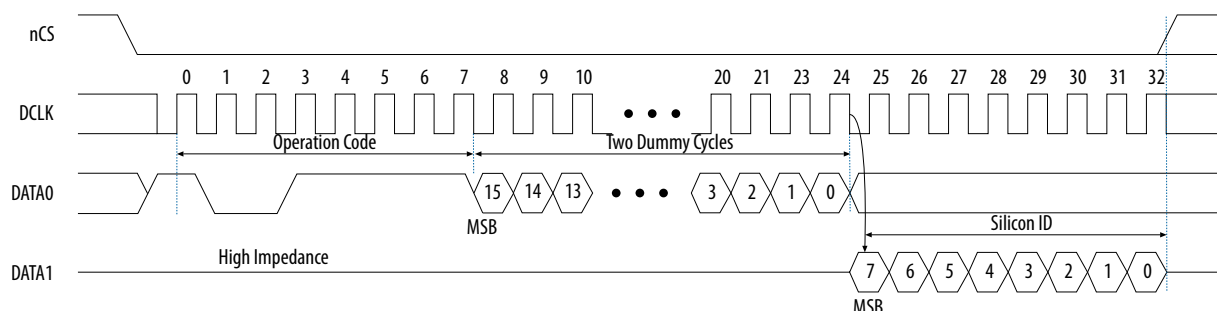 nCS
0 1 2 3 4 5 6 7 8 9 10 20 21 23 24 25 26 27 28 29 30 31 32
DCLK
Operation Code Two Dummy Cycles
DATA0 15 14 13 3 2 1 0
MSB Silicon ID
High Impedance
DATA1 7 6 5 4 3 2 1 0
MSB